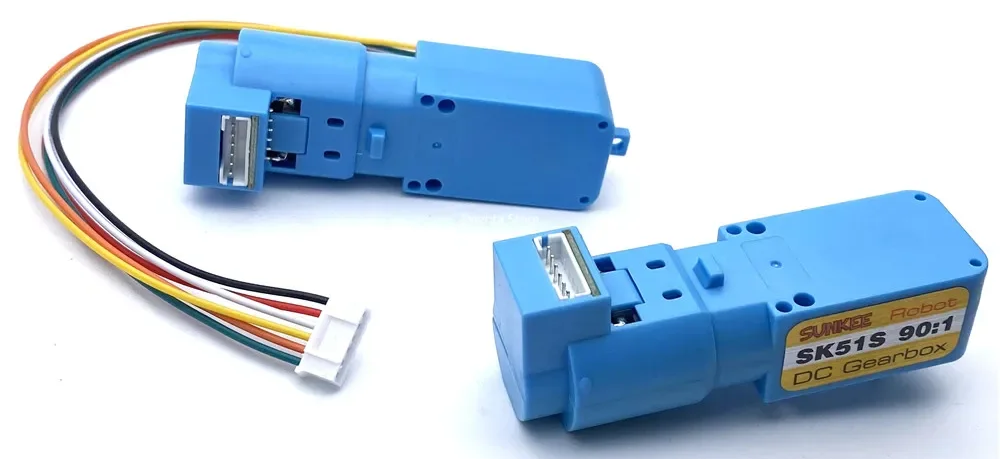 SUNKEE Robot
SK51S 90:1
DC Gearbox